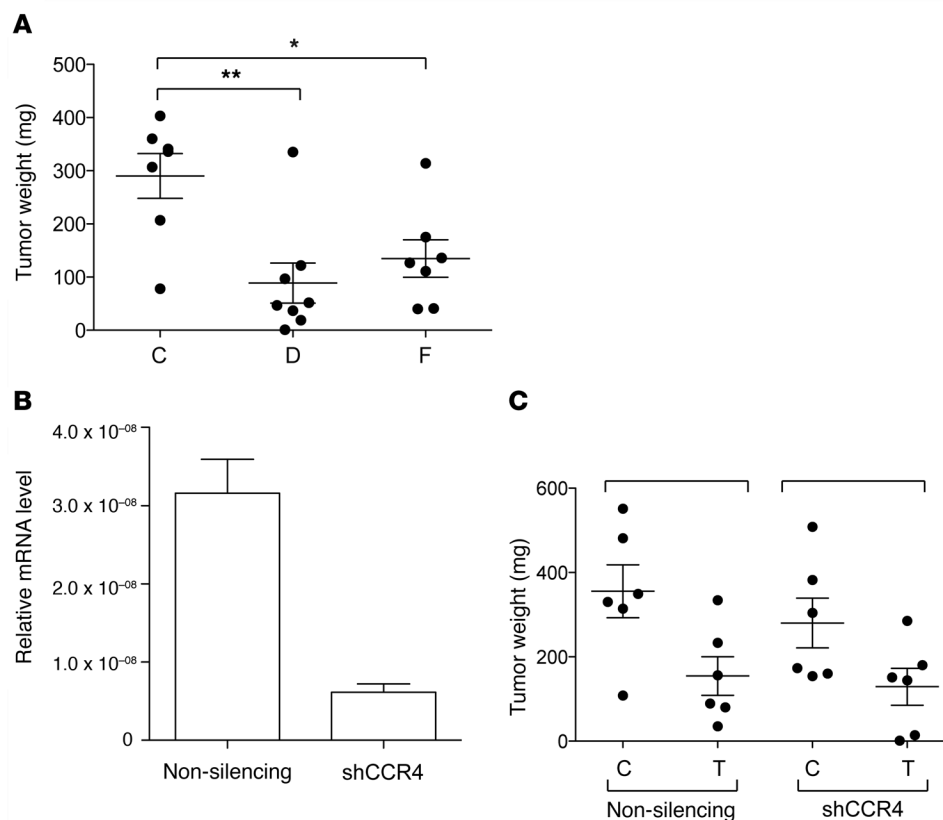 A
*
**
500
400
300
200
100
0
Tumor weight (mg)
C D F
B
4.0 x 10⁻⁰⁸
3.0 x 10⁻⁰⁸
2.0 x 10⁻⁰⁸
1.0 x 10⁻⁰⁸
0
Relative mRNA level
Non-silencing shCCR4
C
600
400
200
0
Tumor weight (mg)
C T C T
Non-silencing shCCR4